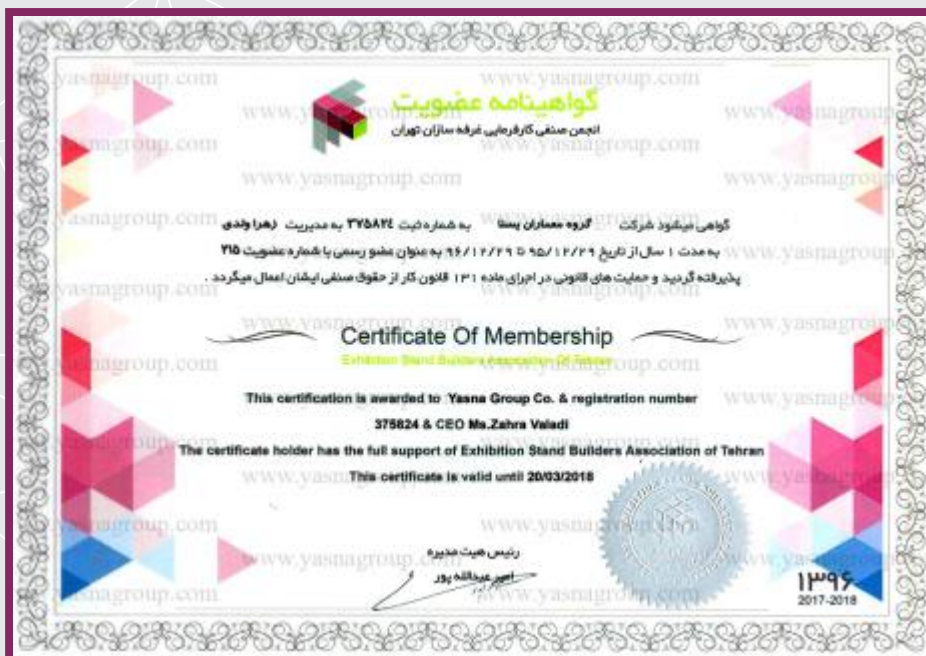 گواهینامه عضویت
انجمن صنفی کارفرمایی غرفه سازان تهران
گواهی میشود شرکت گروه معماران یسنا به شماره ثبت ۳۷۵۸۲٤ به مدیریت زهرا ولدی
به مدت ۱ سال از تاریخ ۹۵/۱۲/۲۹ تا ۹۶/۱۲/۲۹ به عنوان عضو رسمی با شماره عضویت ۲۱۵
پذیرفته گردید و حمایت های قانونی در اجرای ماده ۱۳۱ قانون کار از حقوق صنفی ایشان اعمال میگردد .
Certificate Of Membership
Exhibition Stand Builders Association Of Tehran
This certification is awarded to Yasna Group Co. & registration number
375824 & CEO Ms.Zahra Valadi
The certificate holder has the full support of Exhibition Stand Builders Association of Tehran
This certificate is valid until 20/03/2018
رئیس هیت مدیره
امیر عبدالله پور
۱۳۹۶
2017-2018
www.yasnagroup.com